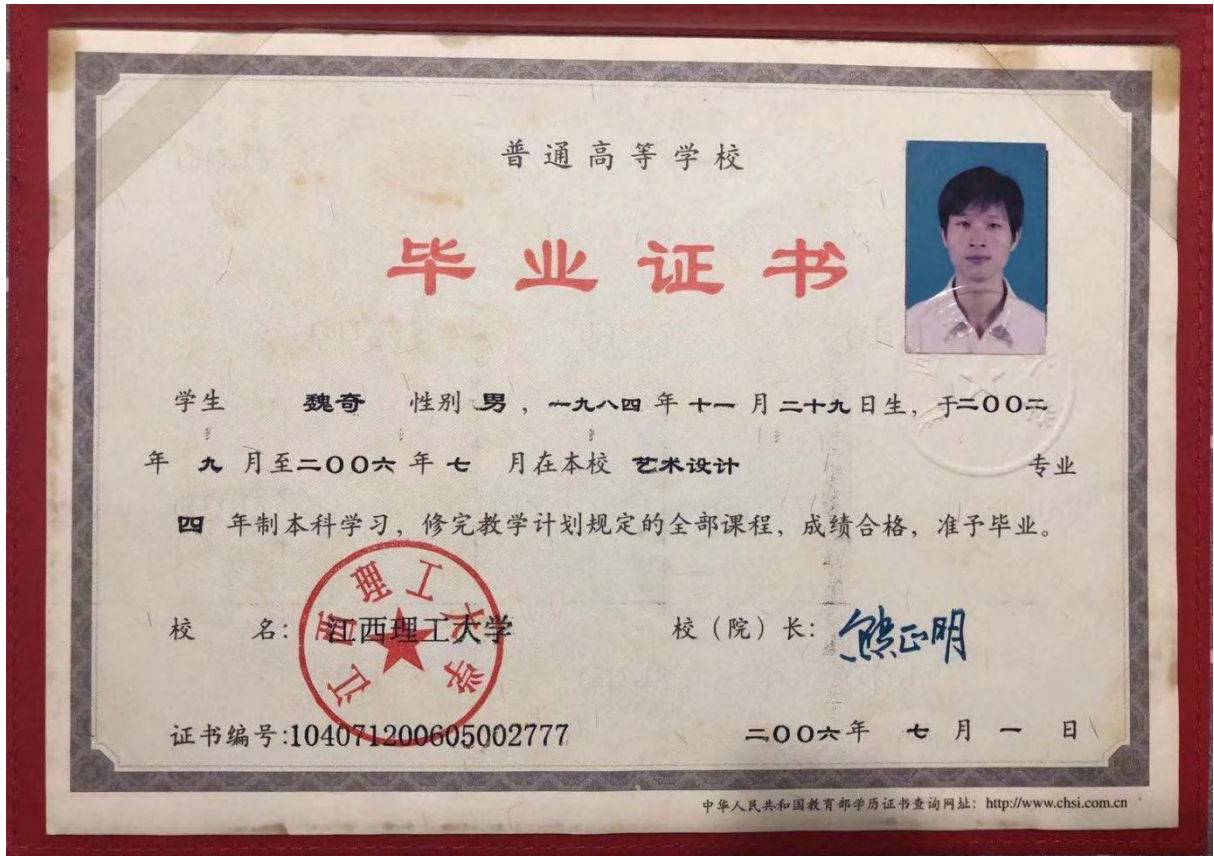 普通高等学校
毕业证书
学生 魏奇 性别 男，一九八四 年 十一 月 二十九日生，于二〇〇二
年 九 月至二〇〇六 年 七 月在本校 艺术设计 专业
四 年制本科学习，修完教学计划规定的全部课程，成绩合格，准予毕业。
江西理工大学
校 名：江西理工大学 校（院）长：熊正明
证书编号:104071200605002777 二〇〇六年 七 月 一 日
中华人民共和国教育部学历证书查询网址：http://www.chsi.com.cn